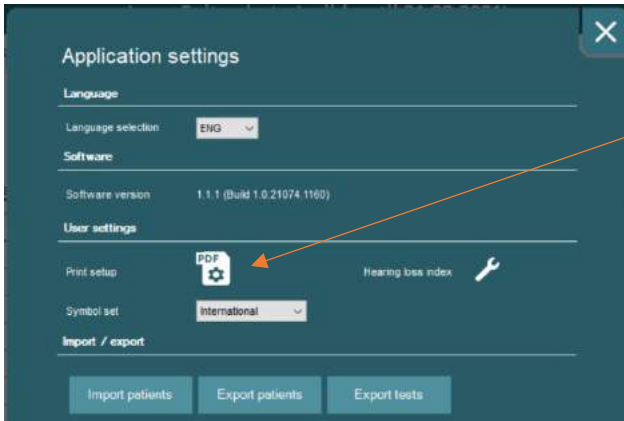 Application settings
Language
Language selection ENG
Software
Software version 1.1.1 (Build 1.0.21074.1160)
User settings
PDF
Print setup Hearing loss index
Symbol set International
Import / export
Import patients Export patients Export tests